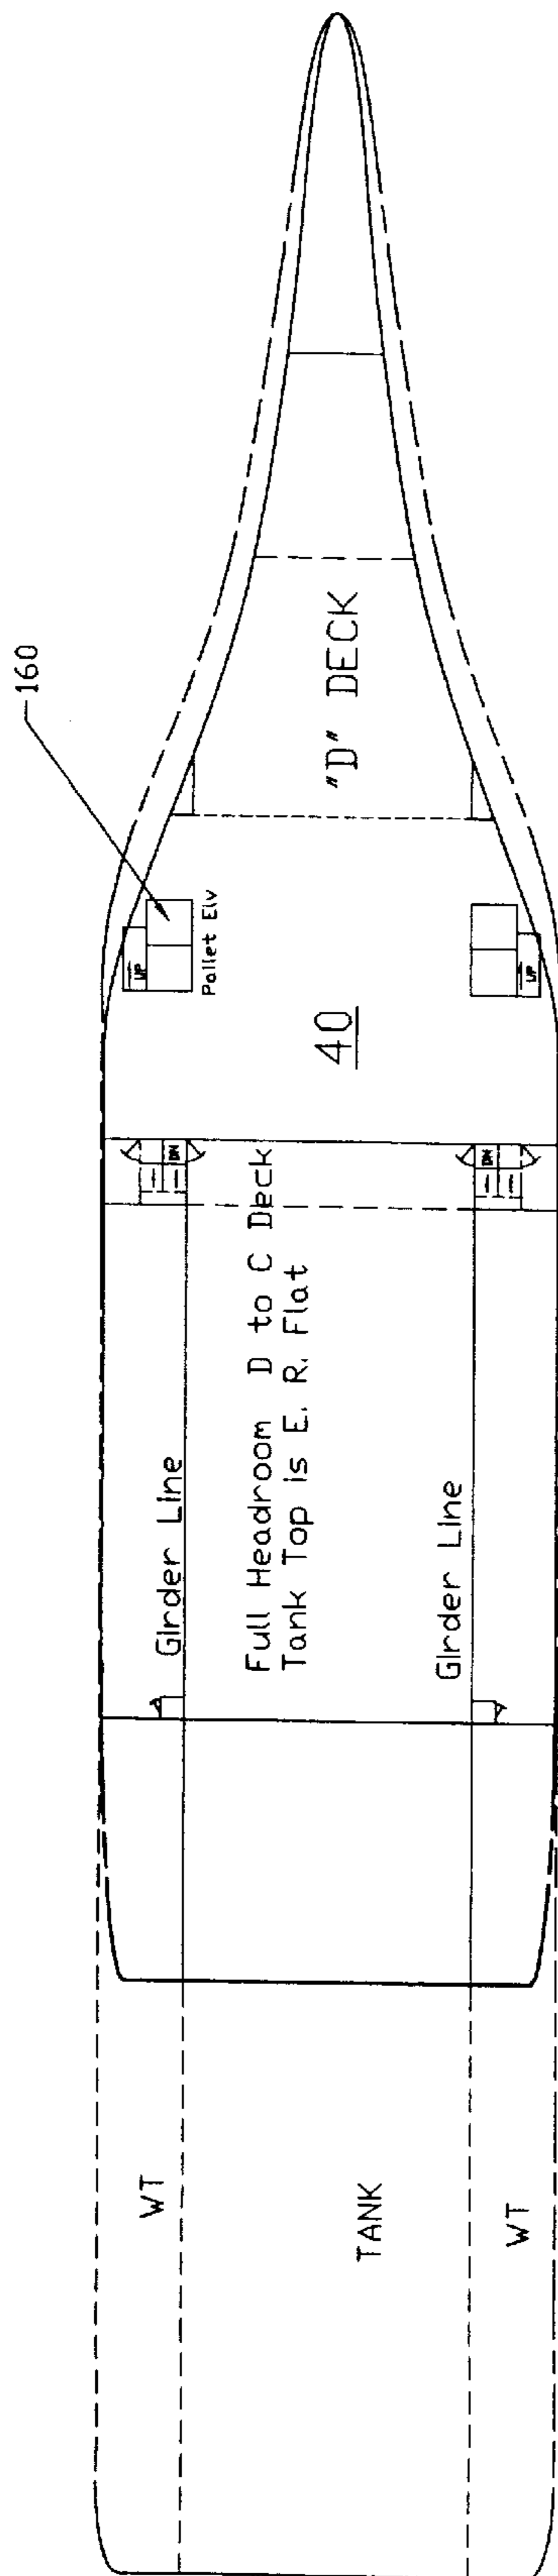 160
"D" DECK
UP
Pallet Elv
UP
40
DN
DN
Full Headroom D to C Deck
Tank Top is E. R. Flat
Girder Line
Girder Line
WT
TANK
WT